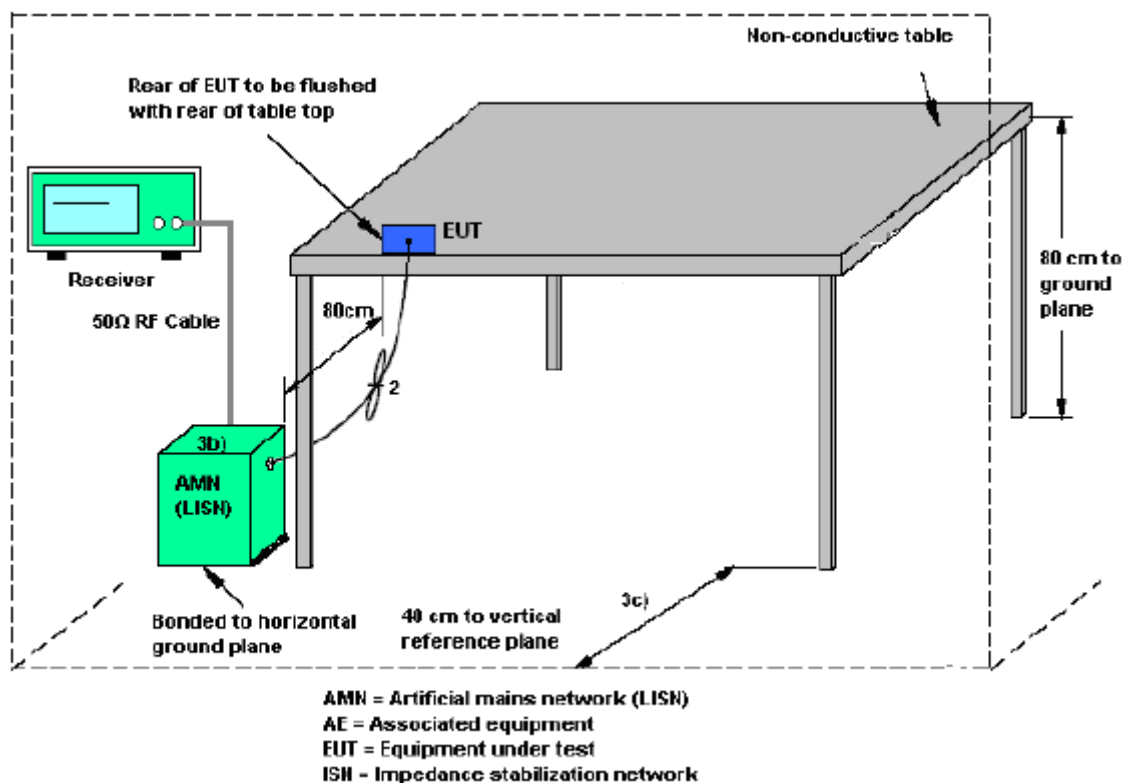 Non-conductive table
Rear of EUT to be flushed
with rear of table top
EUT
Receiver
80 cm to
ground
plane
80cm
50Ω RF Cable
2
3b)
AMN
(LISN)
3c)
Bonded to horizontal
ground plane
40 cm to vertical
reference plane
AMN = Artificial mains network (LISN)
AE = Associated equipment
EUT = Equipment under test
ISN = Impedance stabilization network